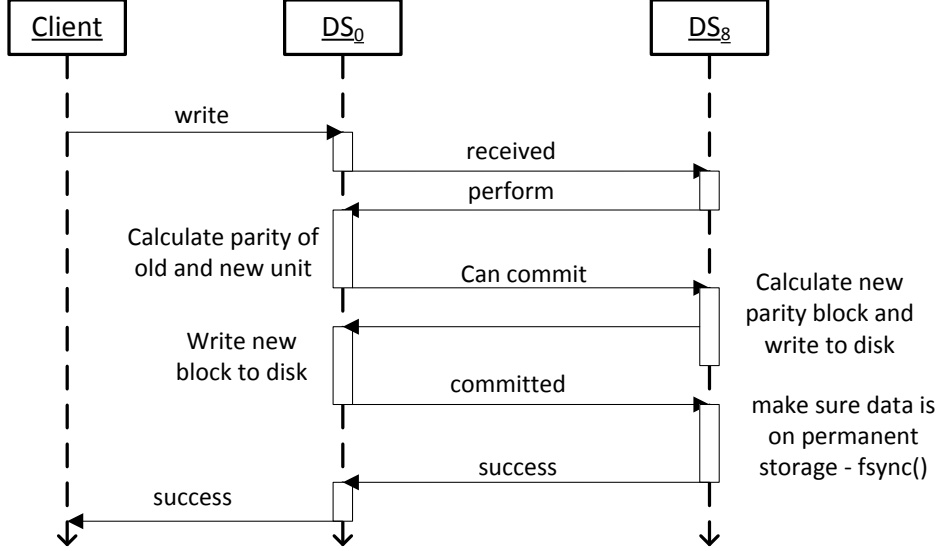 Client
DS0
DS8
write
received
perform
Calculate parity of
old and new unit
Can commit
Calculate new
parity block and
write to disk
Write new
block to disk
committed
make sure data is
on permanent
storage - fsync()
success
success